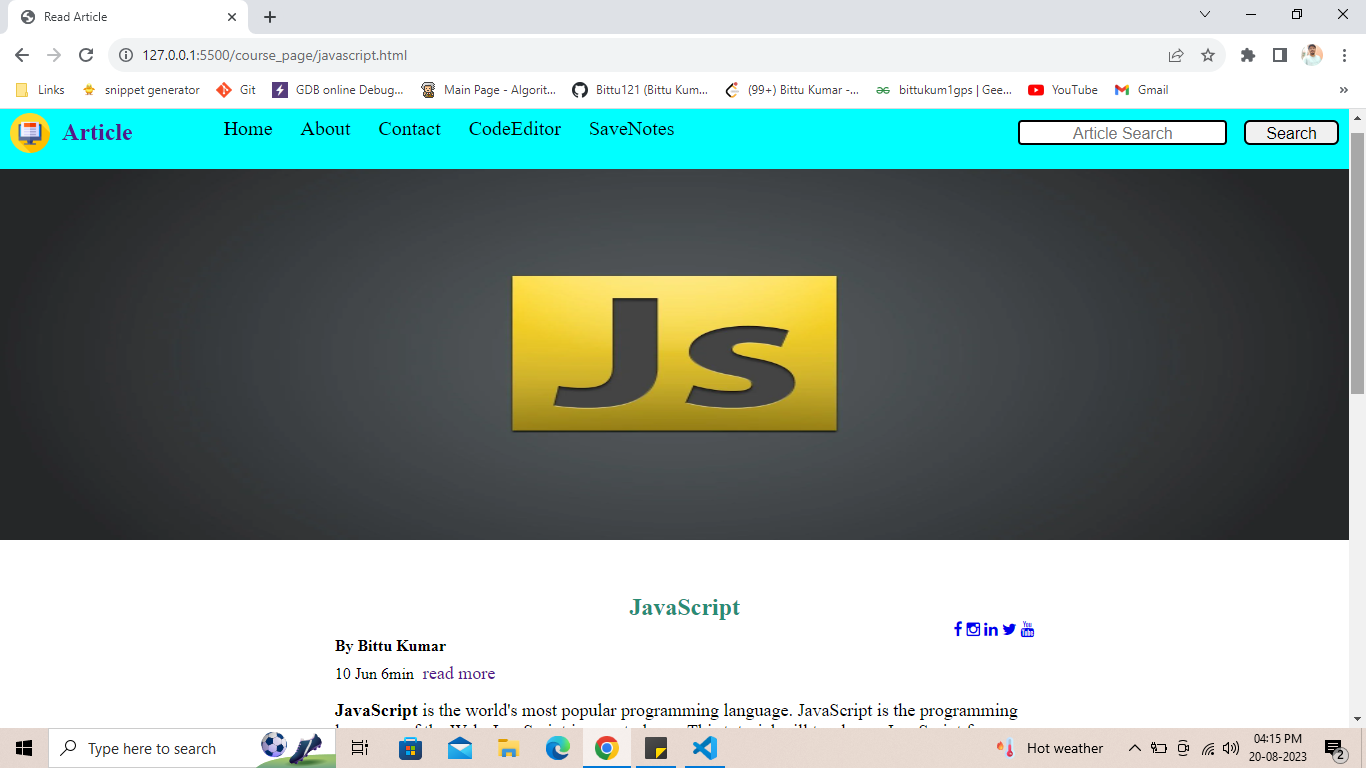 Read Article
127.0.0.1:5500/course_page/javascript.html
Links snippet generator Git GDB online Debug... Main Page - Algorit... Bittu121 (Bittu Kum... (99+) Bittu Kumar -... bittukum1gps | Gee... YouTube Gmail »
Article Home About Contact CodeEditor SaveNotes Article Search Search
Js
JavaScript
By Bittu Kumar
10 Jun 6min read more
JavaScript is the world's most popular programming language. JavaScript is the programming
Type here to search Hot weather 04:15 PM
20-08-2023 2